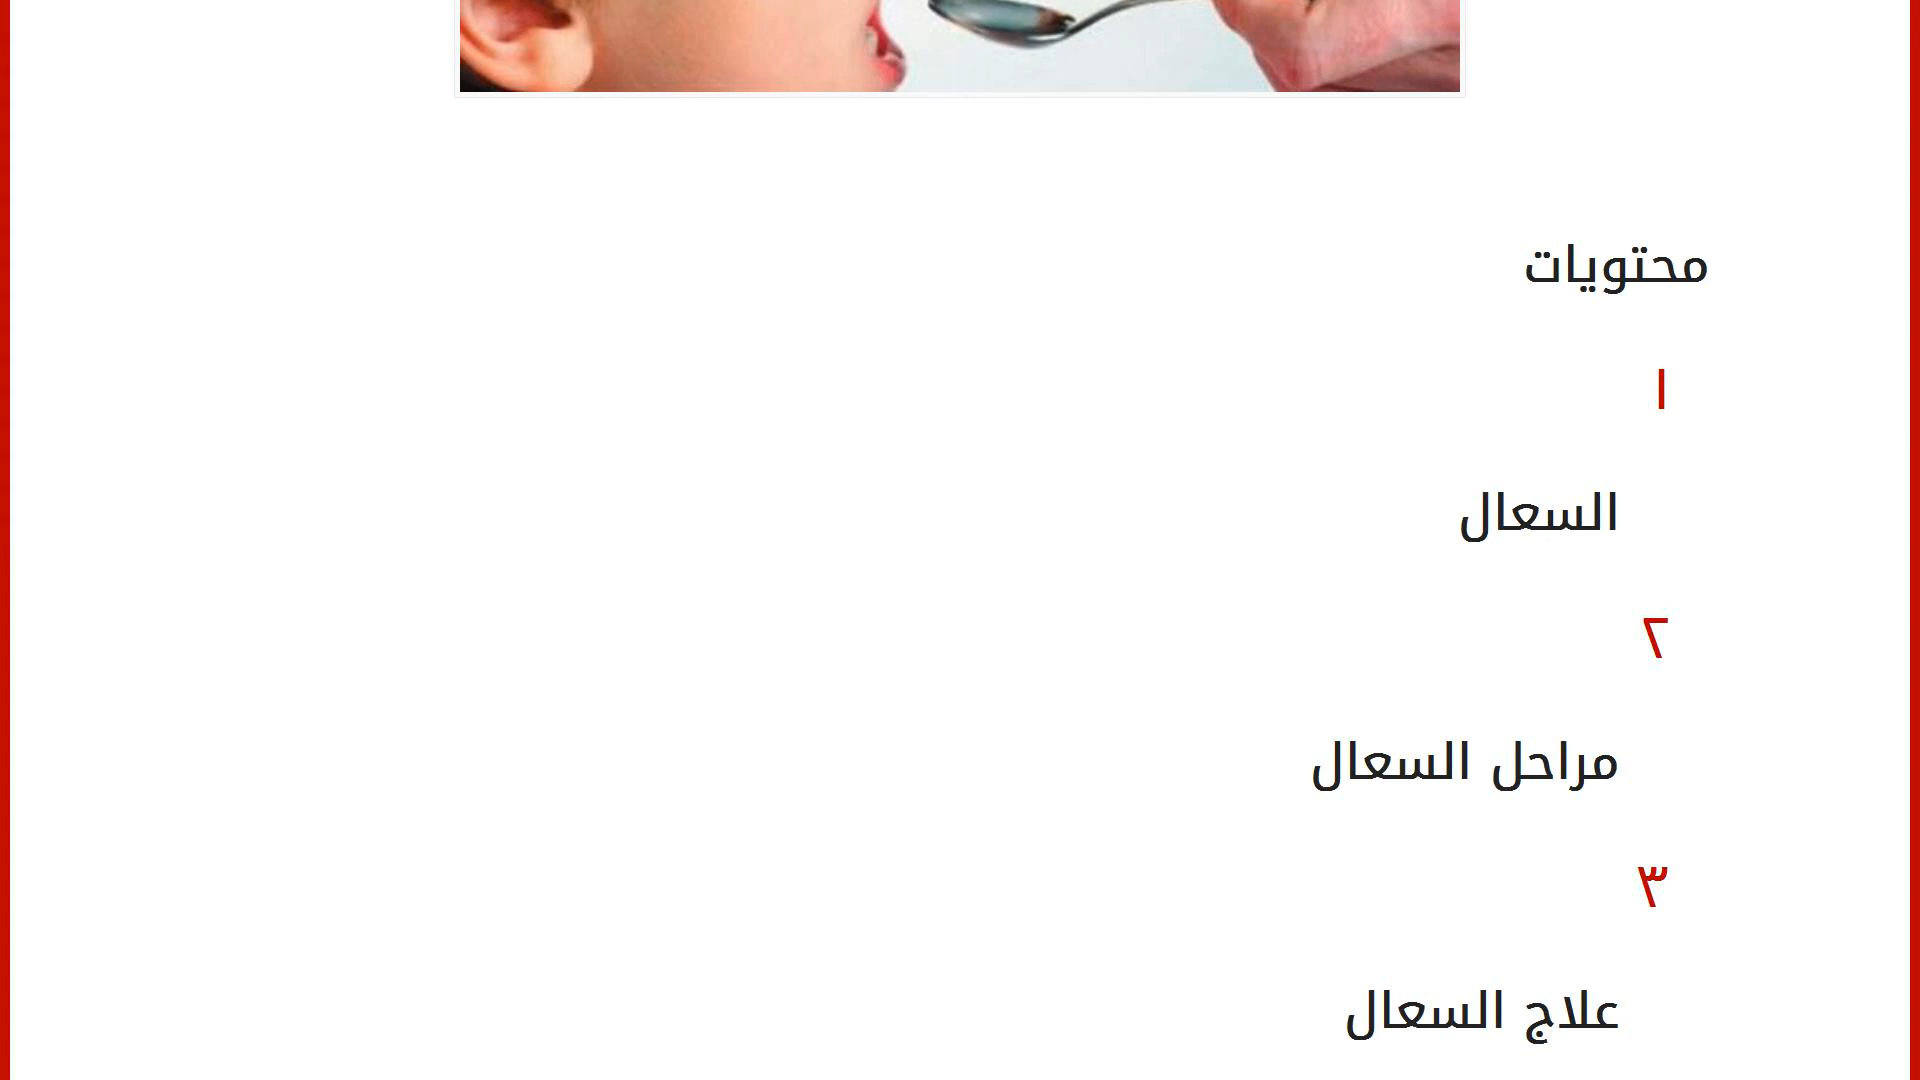 محتويات
١
السعال
٢
مراحل السعال
٣
علاج السعال